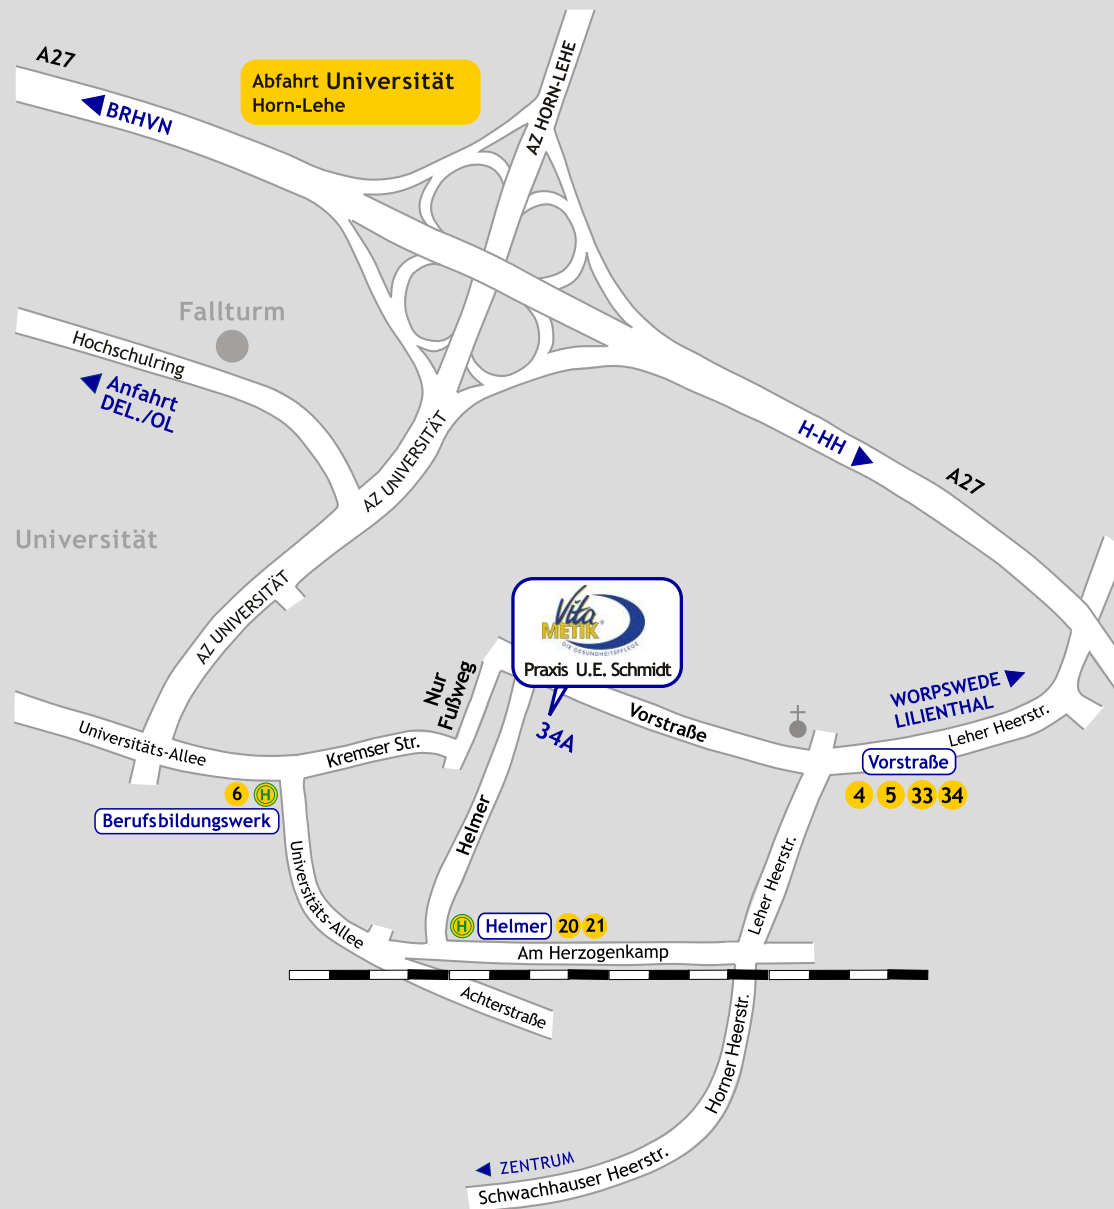 A27
BRHVN
Abfahrt Universität
Horn-Lehe
AZ HORN-LEHE
Fallturm
Hochschulring
Anfahrt
DEL./OL
AZ UNIVERSITÄT
H-HH
A27
Universität
AZ UNIVERSITÄT
Vita
METIK®
DIE GESUNDHEITSPFLEGE
Praxis U.E. Schmidt
34A
Nur
Fußweg
Vorstraße
WORPSWEDE
LILIENTHAL
Leher Heerstr.
Universitäts-Allee
Kremser Str.
Vorstraße
4 5 33 34
6 H
Berufsbildungswerk
Helmer
Universitäts-Allee
Leher Heerstr.
H Helmer 20 21
Am Herzogenkamp
Achterstraße
Horner Heerstr.
ZENTRUM
Schwachhauser Heerstr.